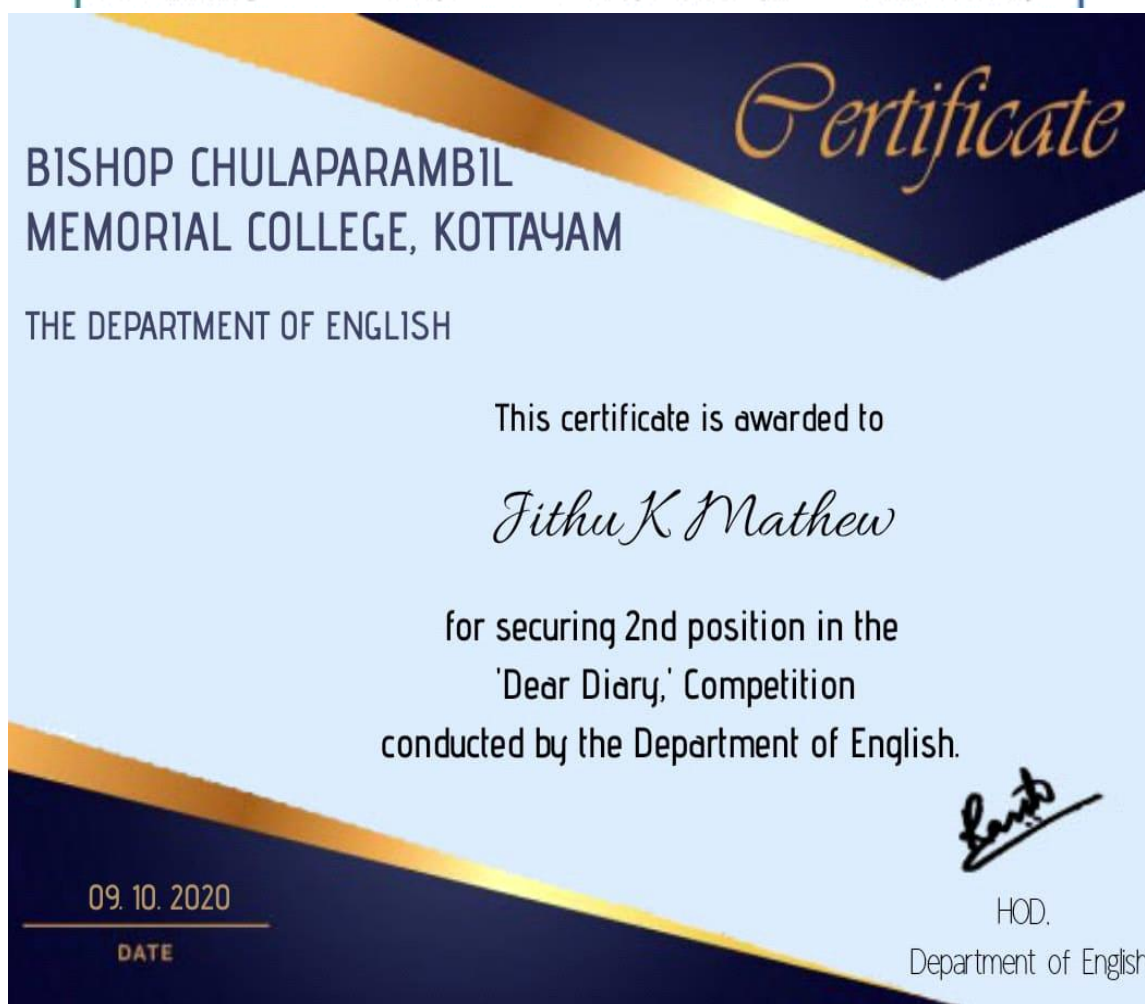 Certificate
BISHOP CHULAPARAMBIL
MEMORIAL COLLEGE, KOTTAYAM
THE DEPARTMENT OF ENGLISH
This certificate is awarded to
Jithu K Mathew
for securing 2nd position in the
'Dear Diary,' Competition
conducted by the Department of English.
09. 10. 2020
DATE
HOD,
Department of English